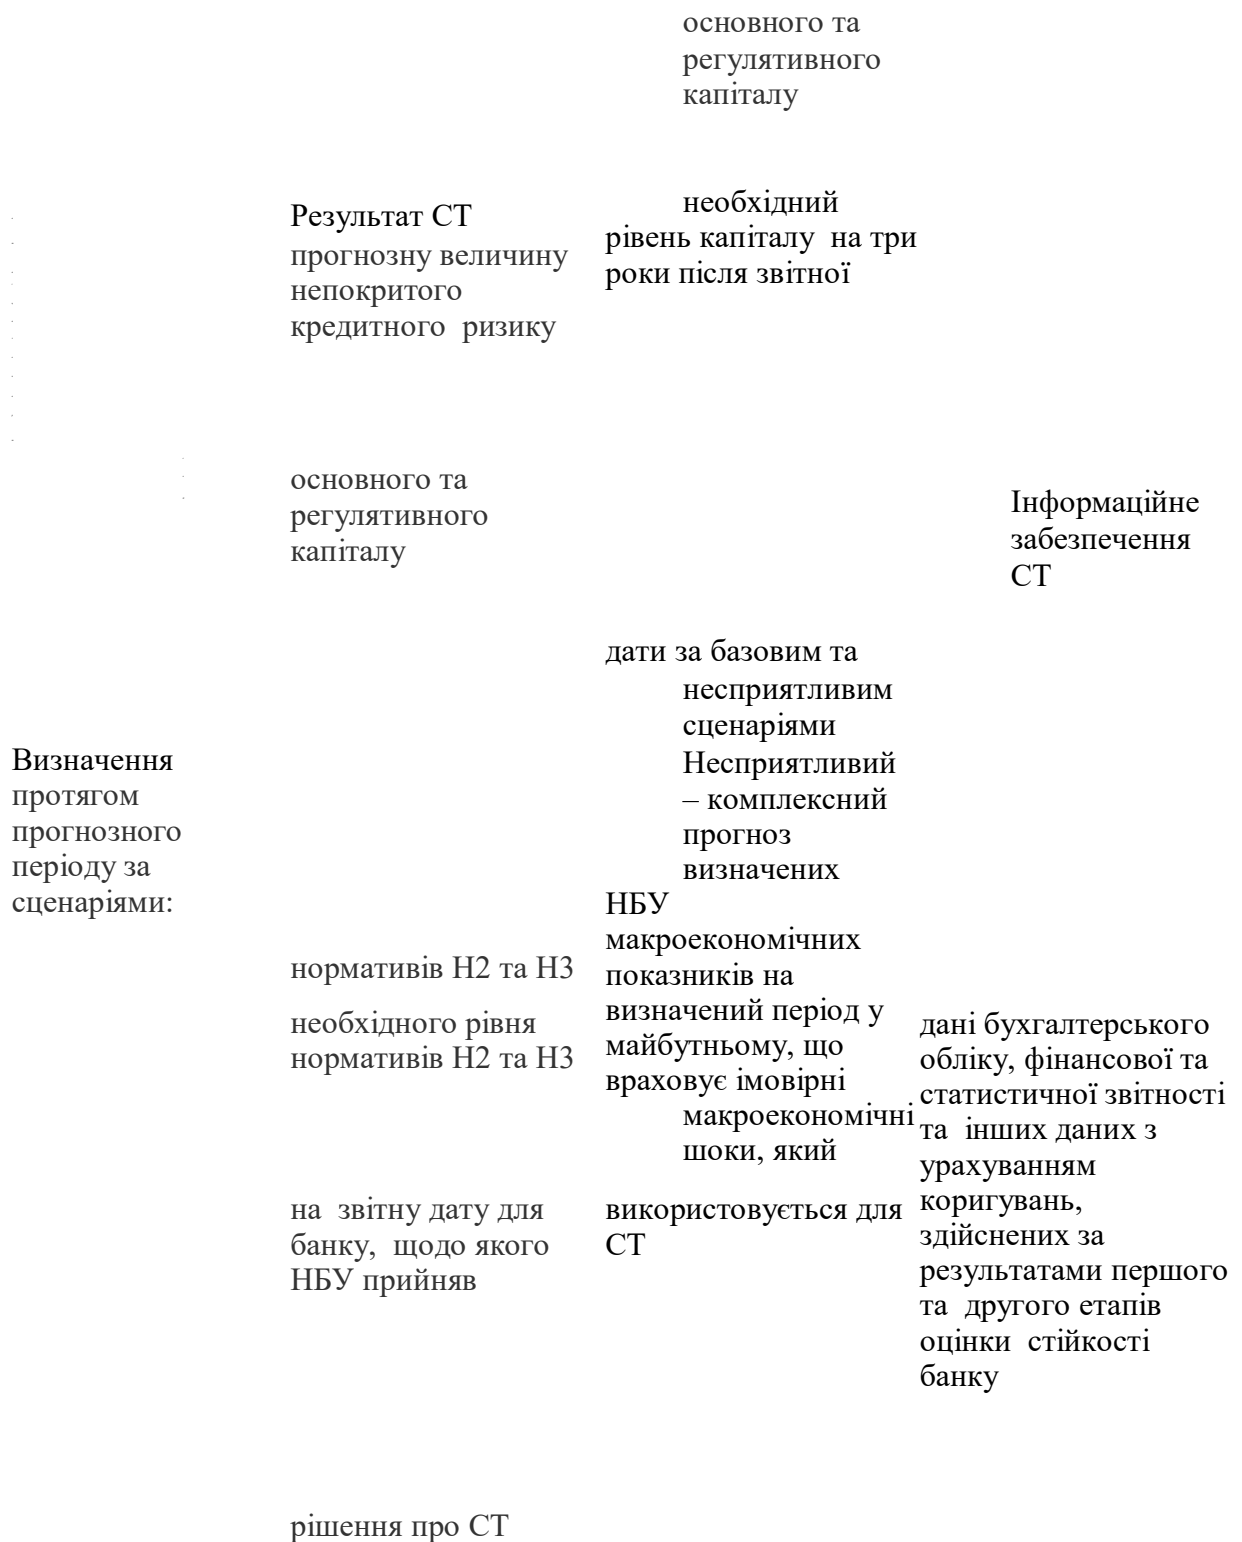 основного та
регулятивного
капіталу
Результат СТ
прогнозну величину
непокритого
кредитного ризику
необхідний
рівень капіталу на три
роки після звітної
основного та
регулятивного
капіталу
Інформаційне
забезпечення
СТ
дати за базовим та
несприятливим
сценаріями
Несприятливий
– комплексний
прогноз
визначених
Визначення
протягом
прогнозного
періоду за
сценаріями:
НБУ
макроекономічних
показників на
визначений період у
майбутньому, що
враховує імовірні
макроекономічні
шоки, який
нормативів Н2 та Н3
необхідного рівня
нормативів Н2 та Н3
дані бухгалтерського
обліку, фінансової та
статистичної звітності
та інших даних з
урахуванням
коригувань,
здійснених за
результатами першого
та другого етапів
оцінки стійкості
банку
на звітну дату для
банку, щодо якого
НБУ прийняв
використовується для
СТ
рішення про СТ